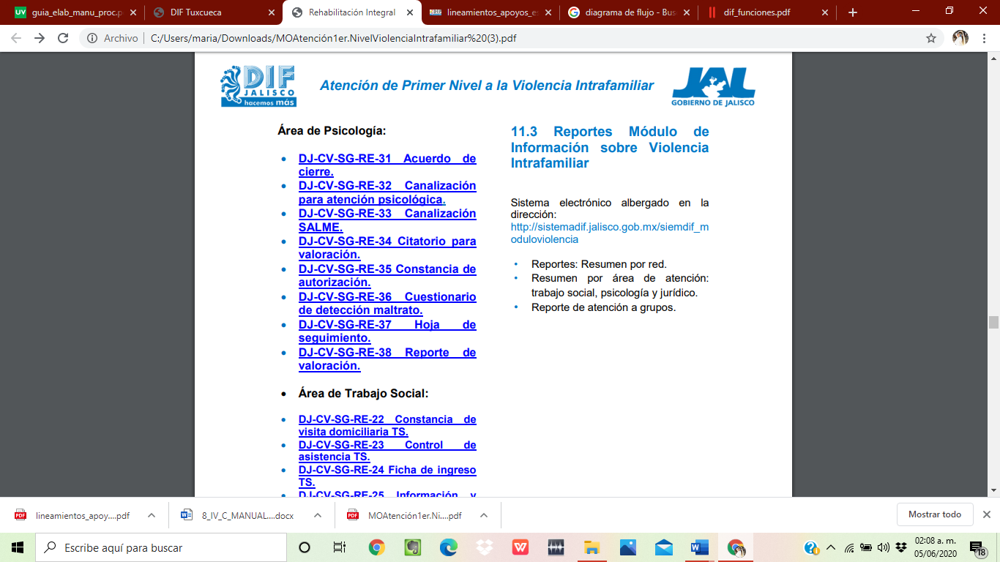 guia_elab_manu_proc.p
DIF Tuxcueca
Rehabilitación Integral
lineamientos_apoyos_es
diagrama de flujo - Bus
dif_funciones.pdf
Archivo
C:/Users/maria/Downloads/MOAtención1er.NivelViolenciaIntrafamiliar%20(3).pdf
DIF
JALISCO
hacemos más
Atención de Primer Nivel a la Violencia Intrafamiliar
JAL
GOBIERNO DE JALISCO
Área de Psicología:
• DJ-CV-SG-RE-31 Acuerdo de
cierre.
• DJ-CV-SG-RE-32 Canalización
para atención psicológica.
• DJ-CV-SG-RE-33 Canalización
SALME.
• DJ-CV-SG-RE-34 Citatorio para
valoración.
• DJ-CV-SG-RE-35 Constancia de
autorización.
• DJ-CV-SG-RE-36 Cuestionario
de detección maltrato.
• DJ-CV-SG-RE-37 Hoja de
seguimiento.
• DJ-CV-SG-RE-38 Reporte de
valoración.
• Área de Trabajo Social:
• DJ-CV-SG-RE-22 Constancia de
visita domiciliaria TS.
• DJ-CV-SG-RE-23 Control de
asistencia TS.
• DJ-CV-SG-RE-24 Ficha de ingreso
TS.
• DJ-CV-SG-RE-25 Información y
11.3 Reportes Módulo de
Información sobre Violencia
Intrafamiliar
Sistema electrónico albergado en la
dirección:
http://sistemadif.jalisco.gob.mx/siemdif_m
oduloviolencia
• Reportes: Resumen por red.
• Resumen por área de atención:
trabajo social, psicología y jurídico.
• Reporte de atención a grupos.
lineamientos_apoy....pdf
8_IV_C_MANUAL....docx
MOAtención1er.Ni....pdf
Mostrar todo
Escribe aquí para buscar
02:08 a. m.
05/06/2020
18